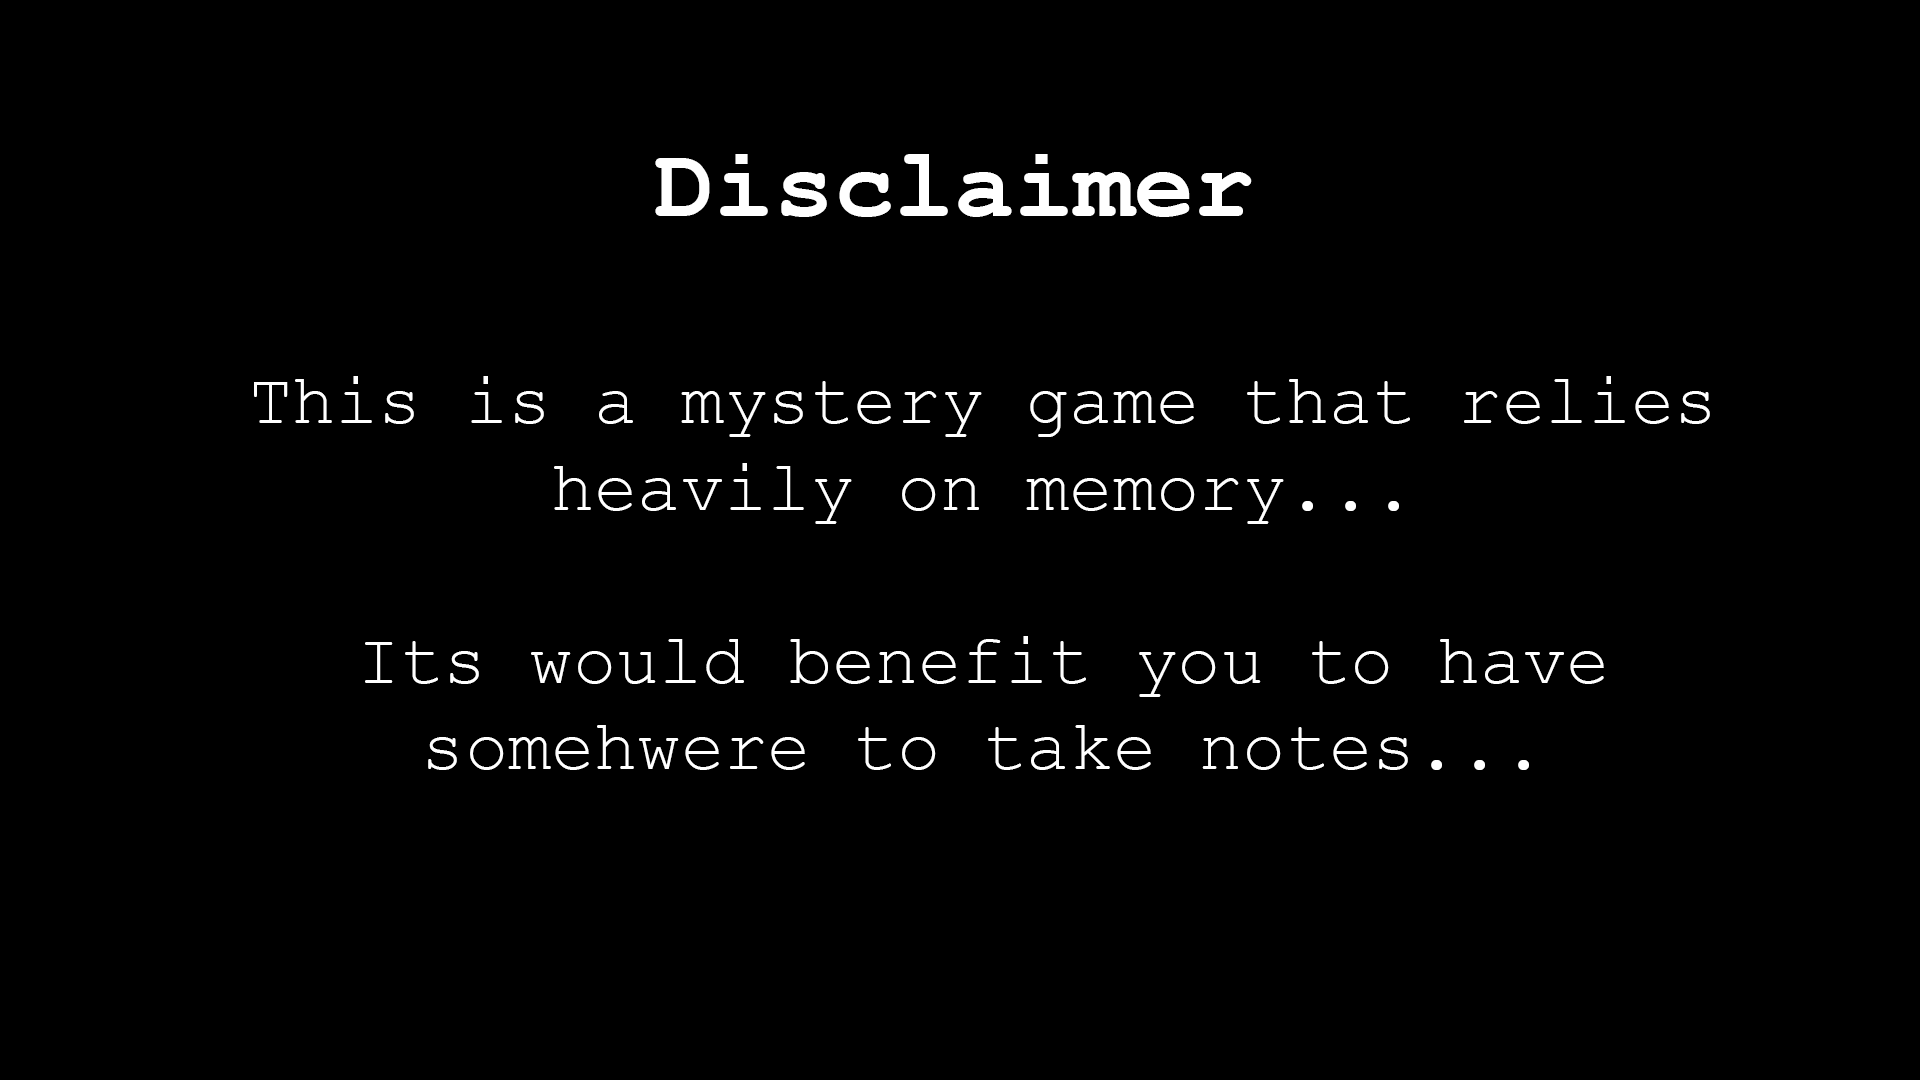 Disclaimer
This is a mystery game that relies
heavily on memory...
Its would benefit you to have
somehwere to take notes...